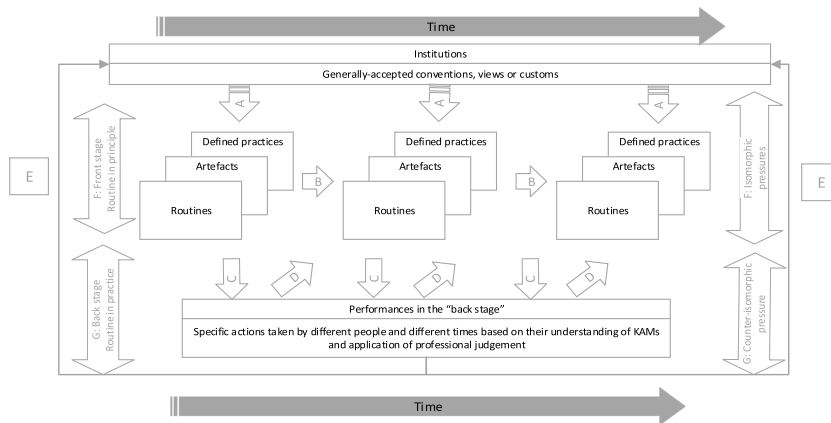 Time
Institutions
Generally-accepted conventions, views or customs
A
A
A
F: Front stage
Routine in principle
Defined practices
Artefacts
Routines
B
Defined practices
Artefacts
Routines
B
Defined practices
Artefacts
Routines
F: Isomorphic
pressures
E
E
G: Back stage
Routine in practice
C
D
C
D
C
D
G: Counter-isomorphic
pressure
Performances in the “back stage”
Specific actions taken by different people and different times based on their understanding of KAMs
and application of professional judgement
Time